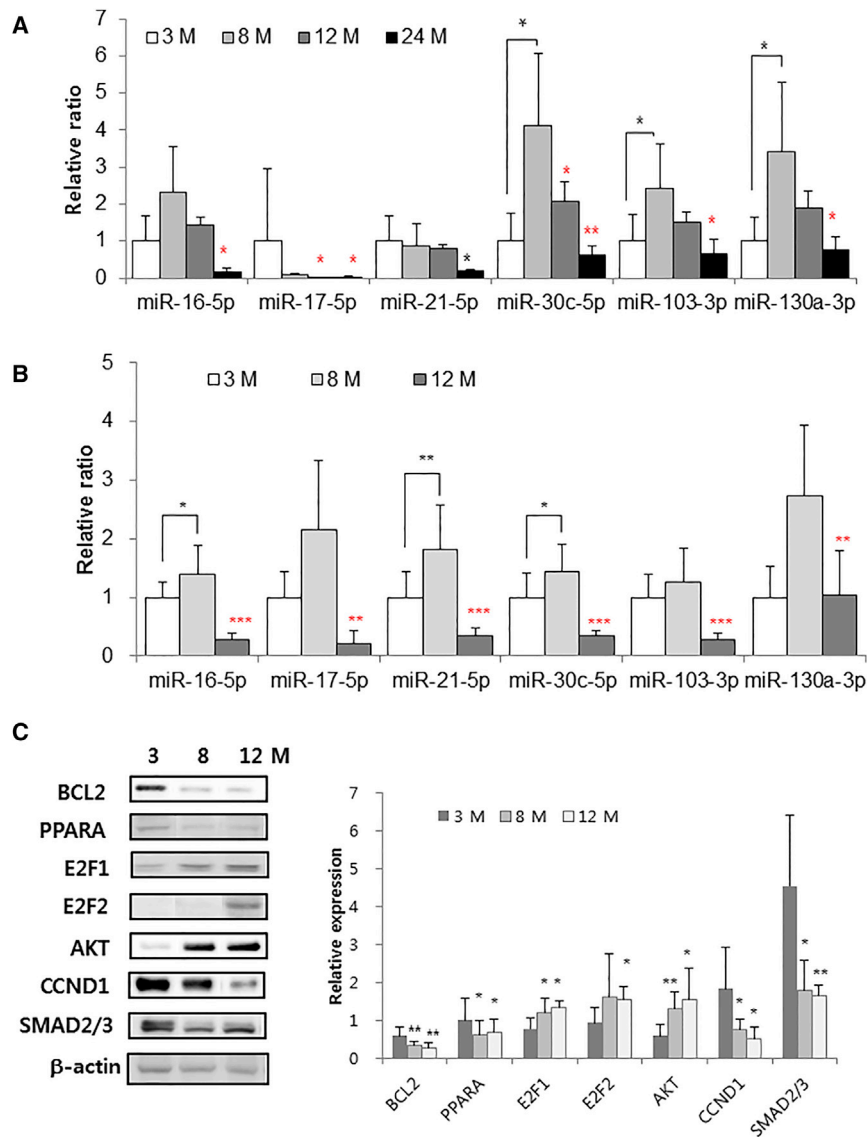 A
7
6
5
4
3
2
1
0
Relative ratio
3 M 8 M 12 M 24 M
* * * * * * * ** * * * *
miR-16-5p miR-17-5p miR-21-5p miR-30c-5p miR-103-3p miR-130a-3p
B
5
4
3
2
1
0
Relative ratio
3 M 8 M 12 M
* *** ** ** *** * *** *** **
miR-16-5p miR-17-5p miR-21-5p miR-30c-5p miR-103-3p miR-130a-3p
C
3 8 12 M
BCL2
PPARA
E2F1
E2F2
AKT
CCND1
SMAD2/3
β-actin
7
6
5
4
3
2
1
0
Relative expression
3 M 8 M 12 M
** ** * * * * * ** * * * * **
BCL2 PPARA E2F1 E2F2 AKT CCND1 SMAD2/3